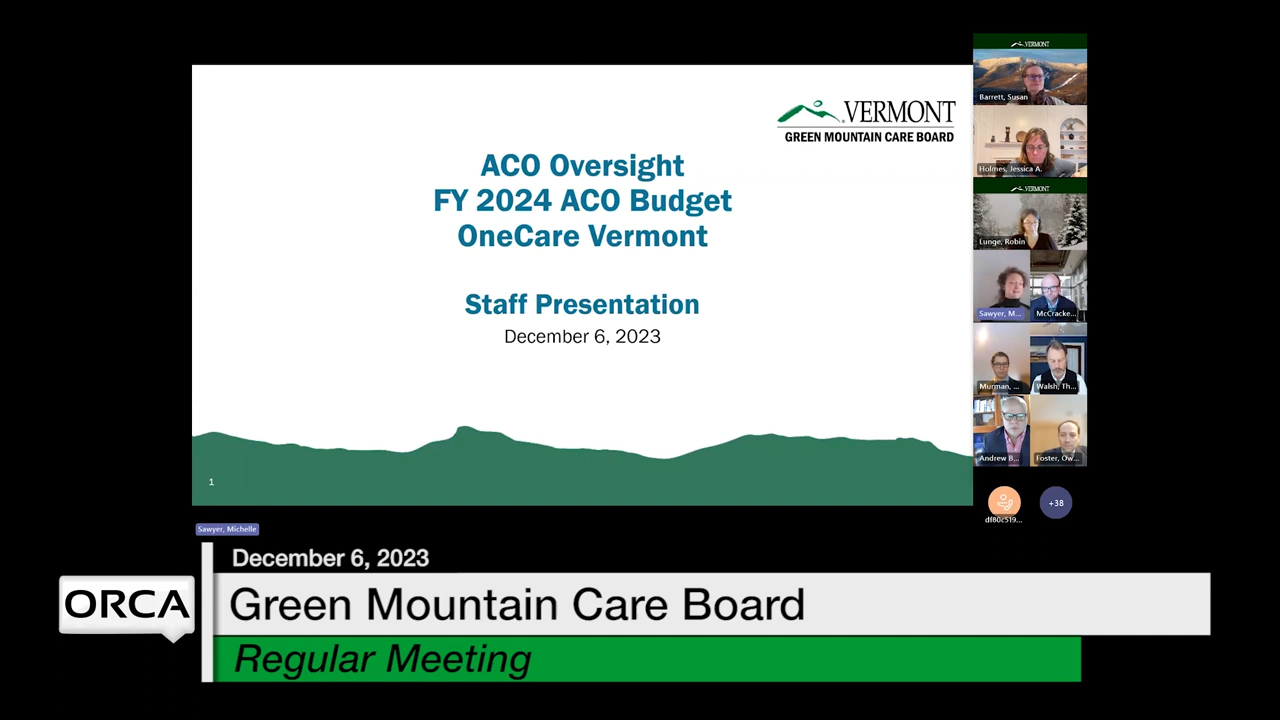 VERMONT
GREEN MOUNTAIN CARE BOARD
ACO Oversight
FY 2024 ACO Budget
OneCare Vermont
Staff Presentation
December 6, 2023
1
VERMONT
Barrett, Susan
Holmes, Jessica A.
VERMONT
Lunge, Robin
Sawyer, M...
McCracke...
Murman, ...
Walsh, Th...
Andrew B...
Foster, Ow...
df80c519...
+38
Sawyer, Michelle
December 6, 2023
ORCA
Green Mountain Care Board
Regular Meeting